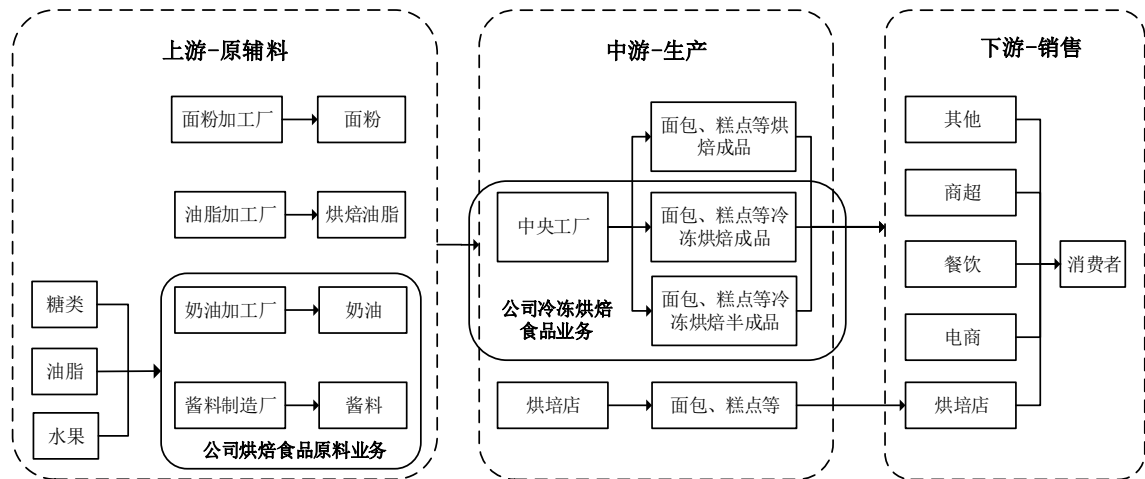 上游-原辅料
面粉加工厂
面粉
油脂加工厂
烘焙油脂
糖类
油脂
水果
奶油加工厂
奶油
酱料制造厂
酱料
公司烘焙食品原料业务
中游-生产
中央工厂
面包、糕点等烘
焙成品
面包、糕点等冷
冻烘焙成品
面包、糕点等冷
冻烘焙半成品
公司冷冻烘焙
食品业务
烘培店
面包、糕点等
下游-销售
其他
商超
餐饮
电商
烘培店
消费者